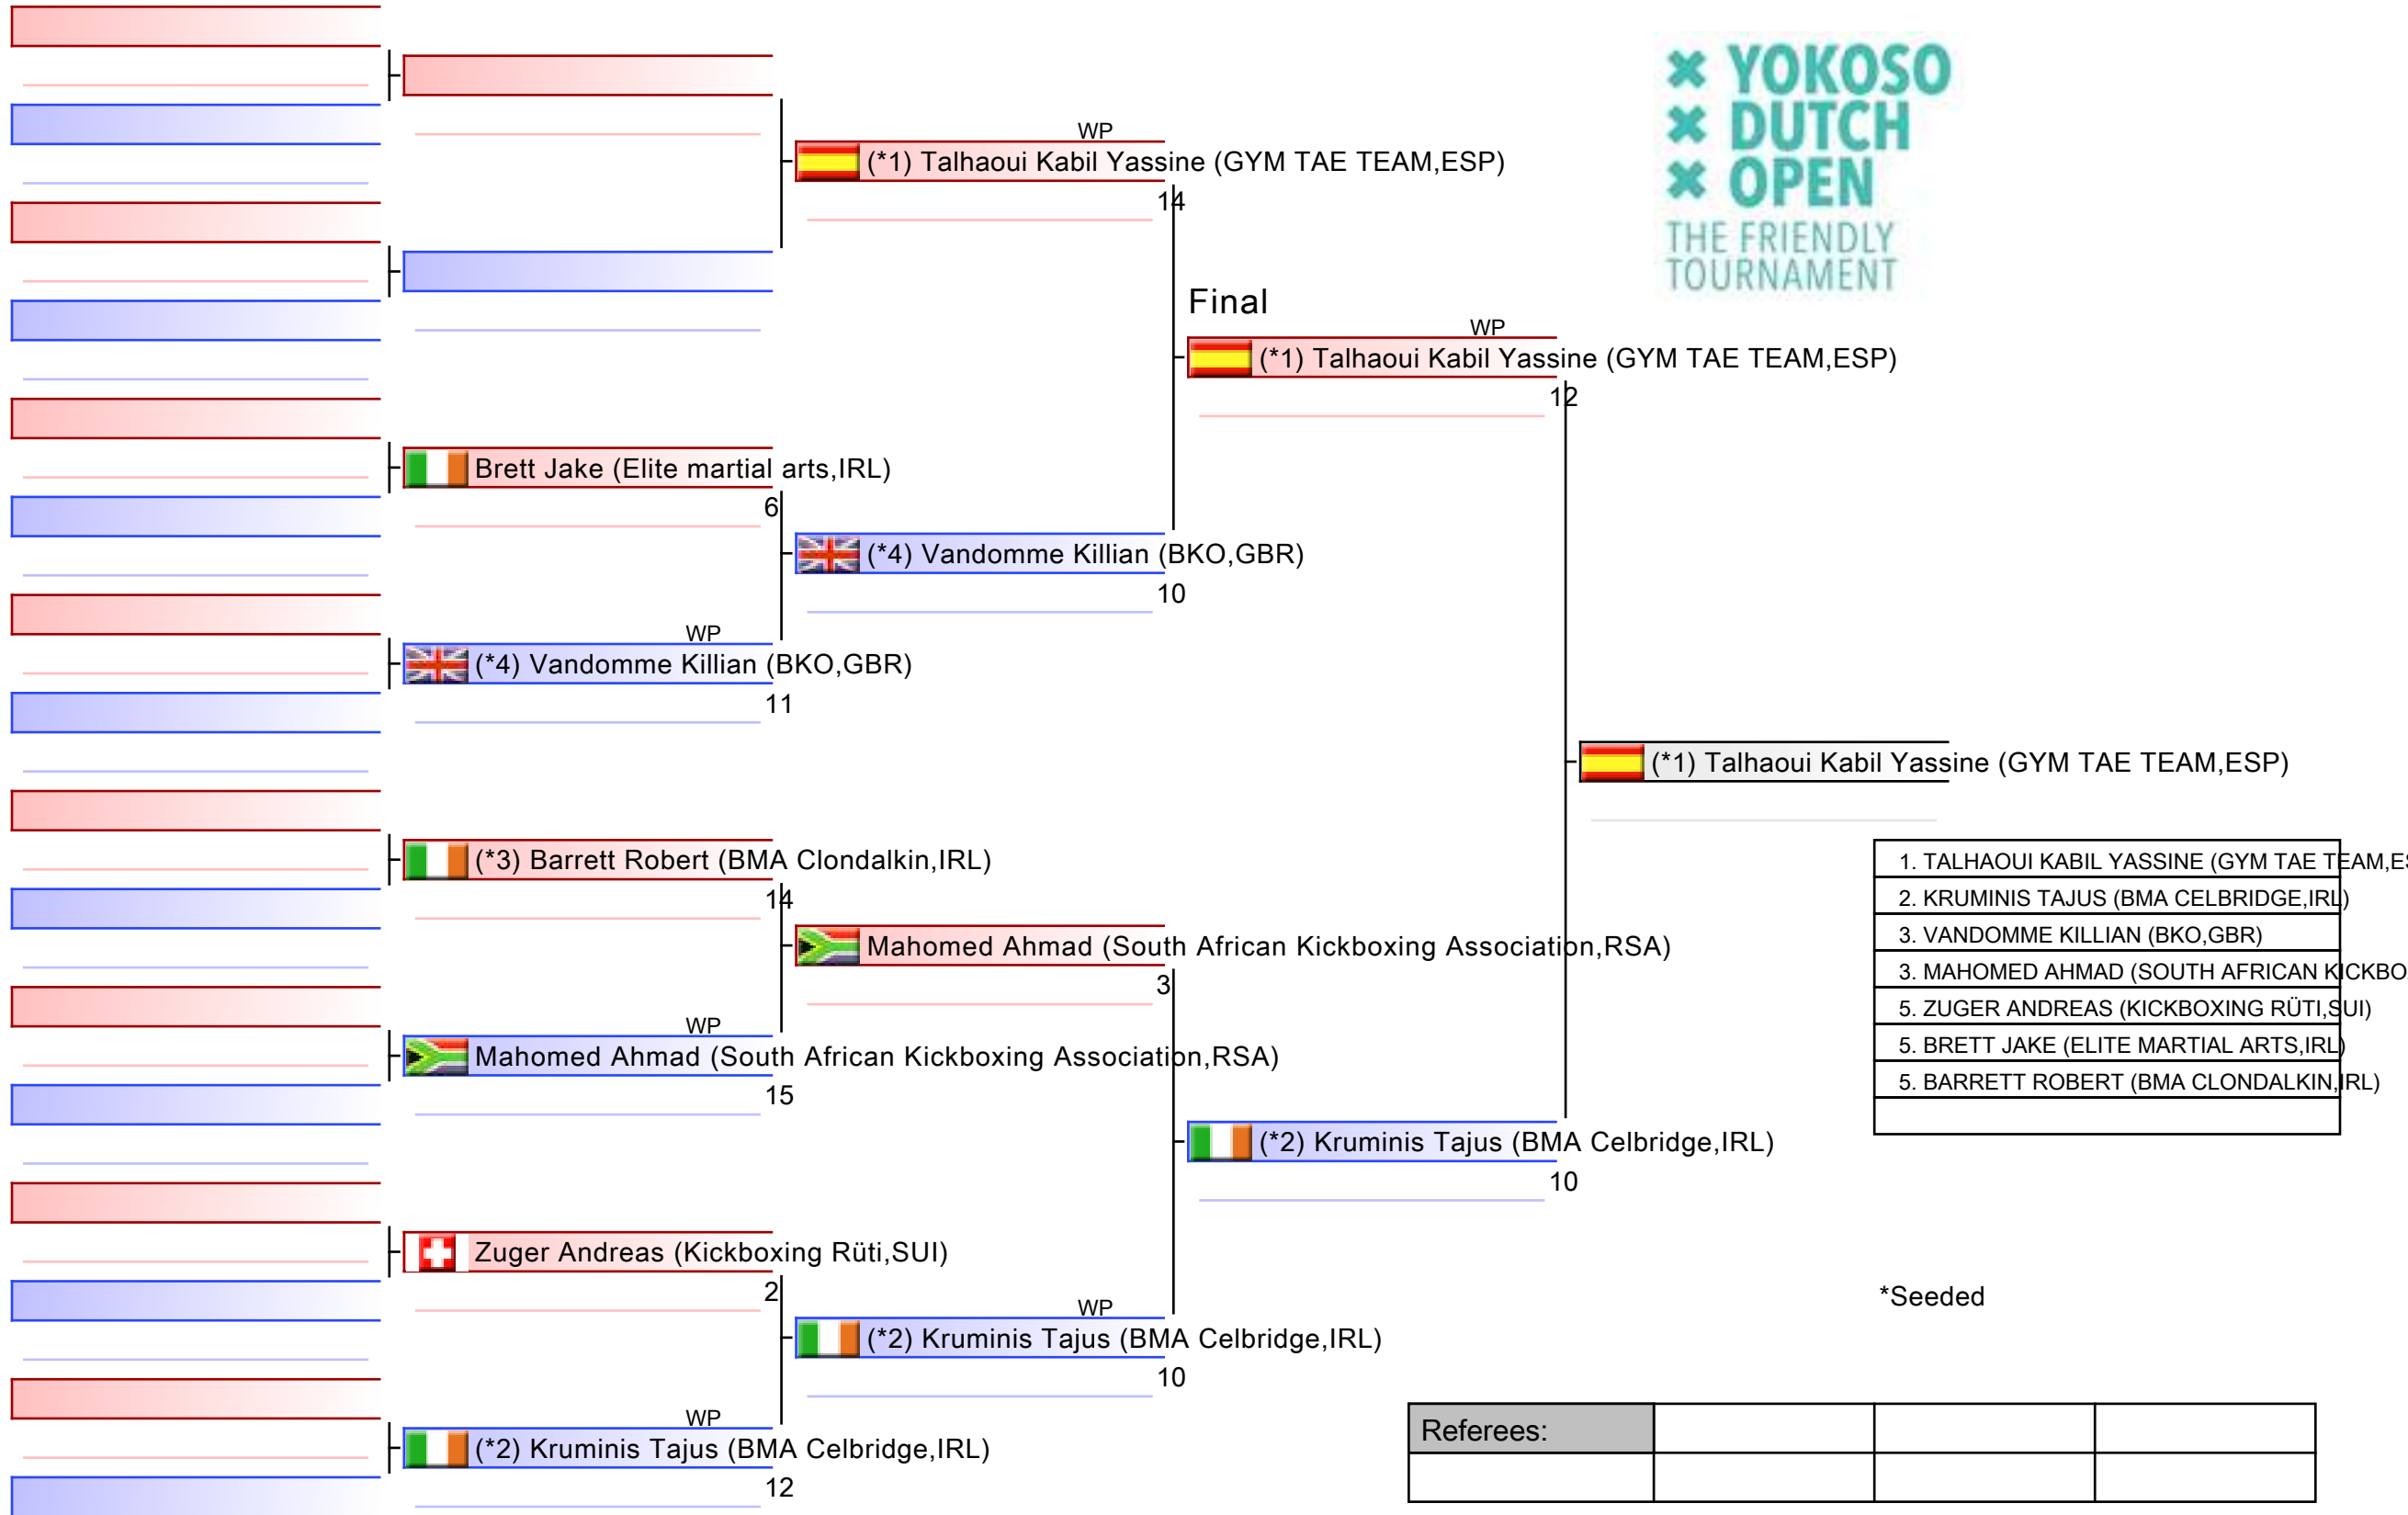 YOKOSO
DUTCH
OPEN
THE FRIENDLY
TOURNAMENT
WP
(*1) Talhaoui Kabil Yassine (GYM TAE TEAM,ESP)
14
Final
WP
(*1) Talhaoui Kabil Yassine (GYM TAE TEAM,ESP)
12
Brett Jake (Elite martial arts,IRL)
6
(*4) Vandomme Killian (BKO,GBR)
10
WP
(*4) Vandomme Killian (BKO,GBR)
11
(*1) Talhaoui Kabil Yassine (GYM TAE TEAM,ESP)
(*3) Barrett Robert (BMA Clondalkin,IRL)
14
Mahomed Ahmad (South African Kickboxing Association,RSA)
3
WP
Mahomed Ahmad (South African Kickboxing Association,RSA)
15
(*2) Kruminis Tajus (BMA Celbridge,IRL)
10
Zuger Andreas (Kickboxing Rüti,SUI)
2
WP
(*2) Kruminis Tajus (BMA Celbridge,IRL)
10
WP
(*2) Kruminis Tajus (BMA Celbridge,IRL)
12
1. TALHAOUI KABIL YASSINE (GYM TAE TEAM,ES
2. KRUMINIS TAJUS (BMA CELBRIDGE,IRL)
3. VANDOMME KILLIAN (BKO,GBR)
3. MAHOMED AHMAD (SOUTH AFRICAN KICKBO
5. ZUGER ANDREAS (KICKBOXING RÜTI,SUI)
5. BRETT JAKE (ELITE MARTIAL ARTS,IRL)
5. BARRETT ROBERT (BMA CLONDALKIN,IRL)
*Seeded
Referees: